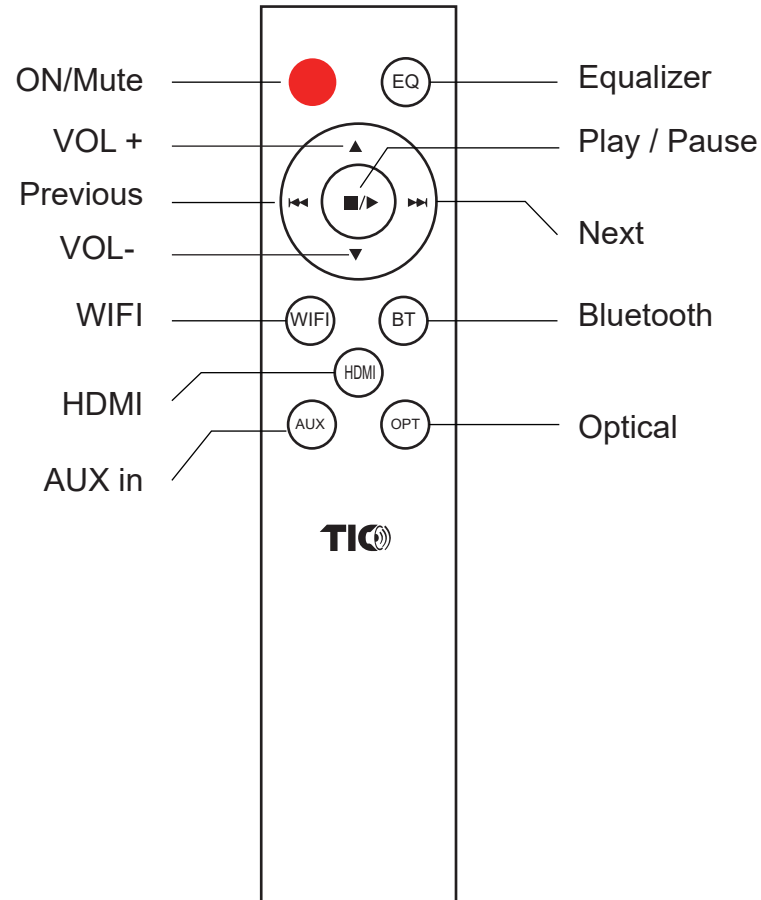 ON/Mute
EQ
Equalizer
VOL +
Play / Pause
Previous
/
Next
VOL-
WIFI
WIFI
BT
Bluetooth
HDMI
HDMI
AUX
OPT
Optical
AUX in
TIC